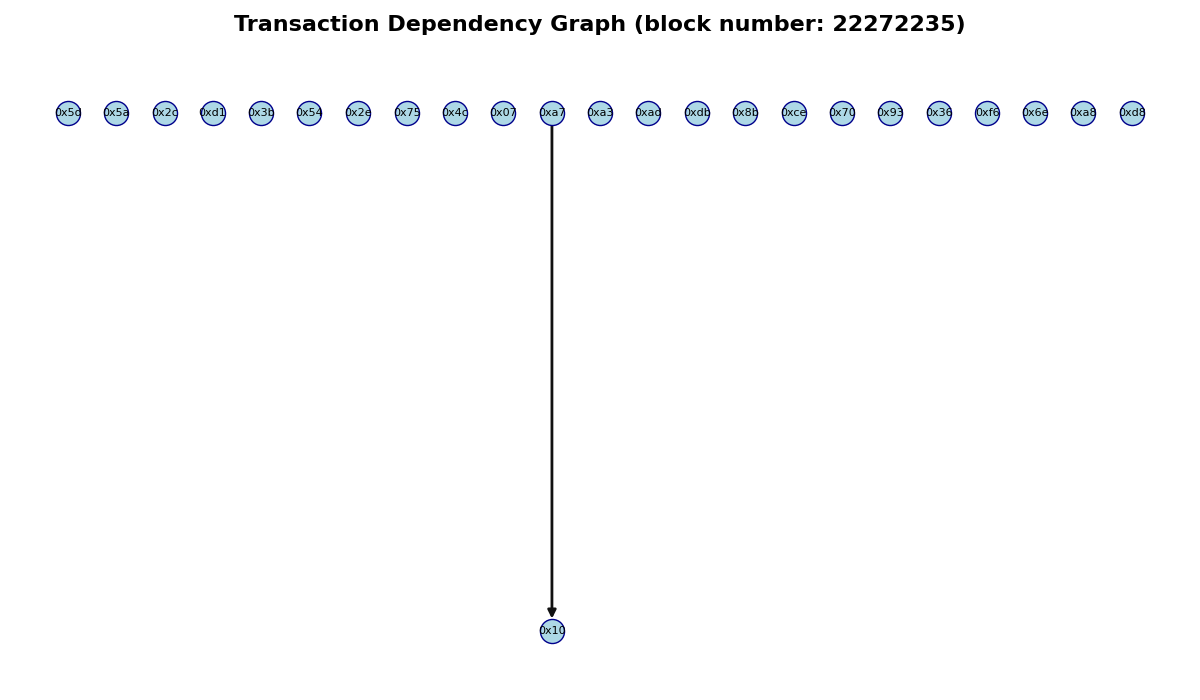 Transaction Dependency Graph (block number: 22272235)
0x5d 0x5a 0x2c 0xd1 0x3b 0x54 0x2e 0x75 0x4c 0x07 0xa7 0xa3 0xad 0xdb 0x8b 0xce 0x70 0x93 0x36 0xf6 0x6e 0xa8 0xd8
0x10